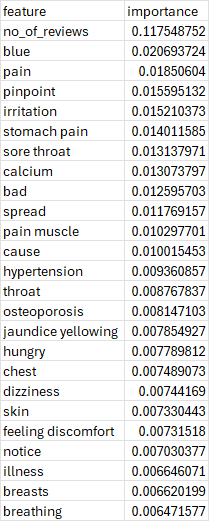 feature importance
no_of_reviews 0.117548752
blue 0.020693724
pain 0.01850604
pinpoint 0.015595132
irritation 0.015210373
stomach pain 0.014011585
sore throat 0.013137971
calcium 0.013073797
bad 0.012595703
spread 0.011769157
pain muscle 0.010297701
cause 0.010015453
hypertension 0.009360857
throat 0.008767837
osteoporosis 0.008147103
jaundice yellowing 0.007854927
hungry 0.007789812
chest 0.007489073
dizziness 0.00744169
skin 0.007330443
feeling discomfort 0.00731518
notice 0.007030377
illness 0.006646071
breasts 0.006620199
breathing 0.006471577